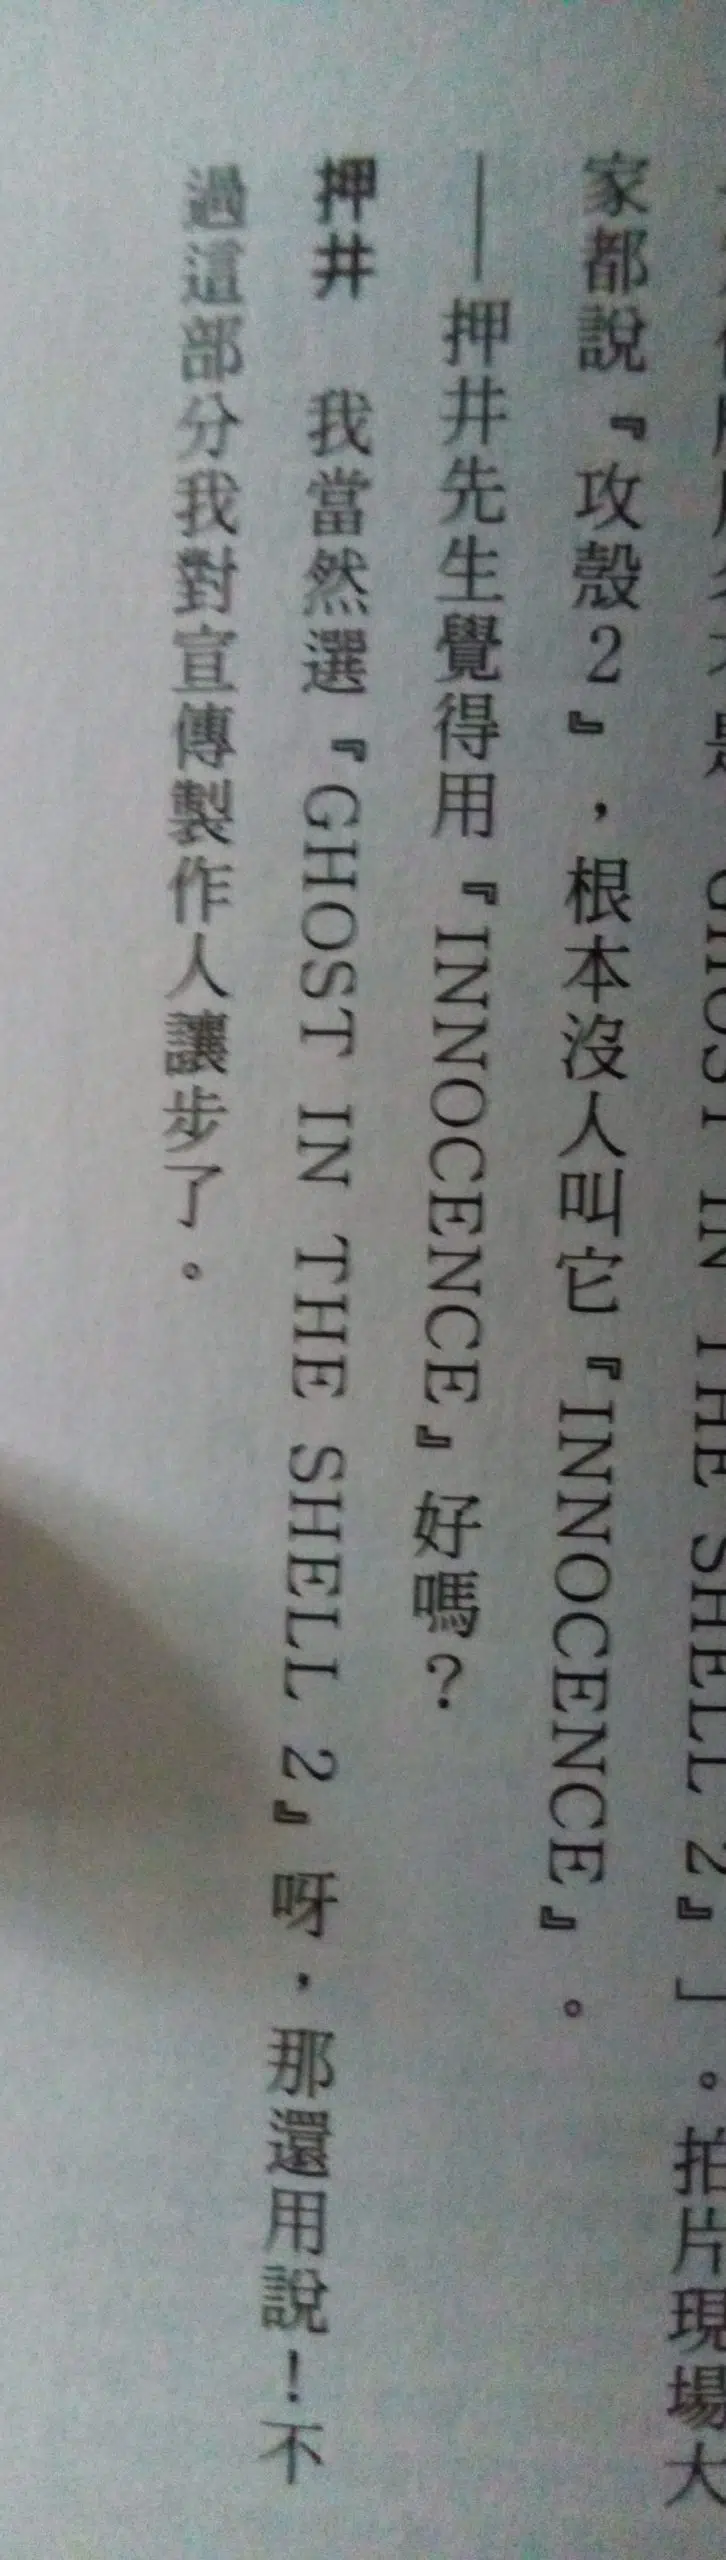 是『GHOST IN THE SHELL 2』」。拍片現場大
家都說『攻殼2』，根本沒人叫它『INNOCENCE』。
——押井先生覺得用『INNOCENCE』好嗎？
押井　我當然選『GHOST IN THE SHELL 2』呀，那還用說！不
過這部分我對宣傳製作人讓步了。